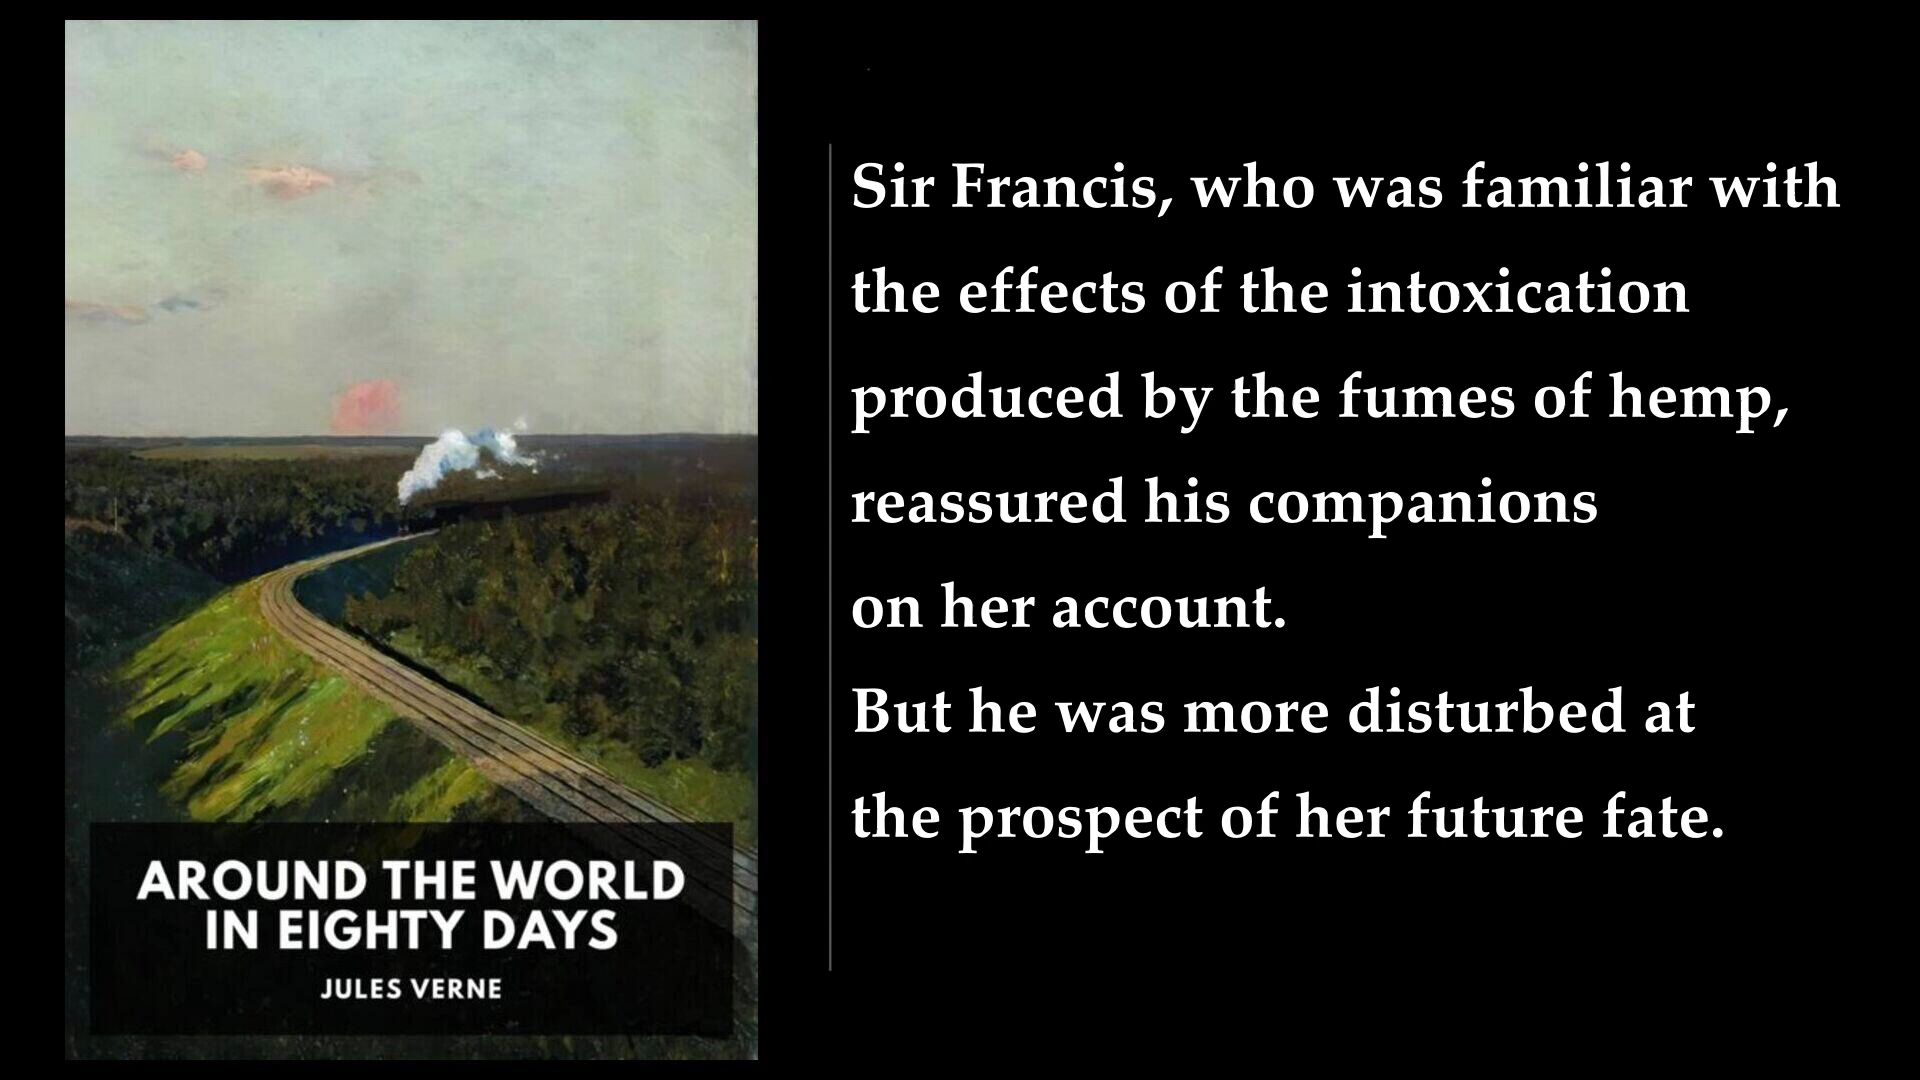 AROUND THE WORLD
IN EIGHTY DAYS
JULES VERNE
Sir Francis, who was familiar with
the effects of the intoxication
produced by the fumes of hemp,
reassured his companions
on her account.
But he was more disturbed at
the prospect of her future fate.